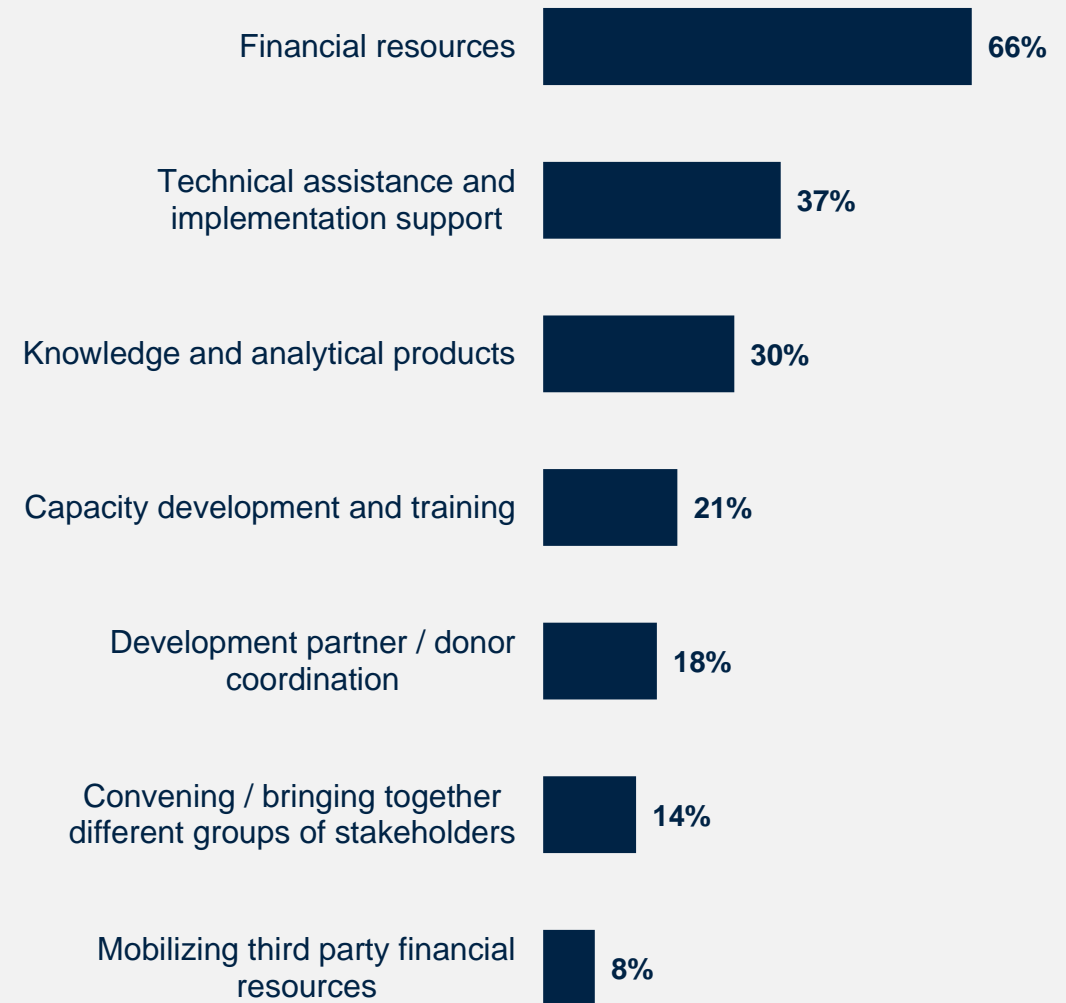 Financial resources
66%
Technical assistance and
implementation support
37%
Knowledge and analytical products
30%
Capacity development and training
21%
Development partner / donor
coordination
18%
Convening / bringing together
different groups of stakeholders
14%
Mobilizing third party financial
resources
8%